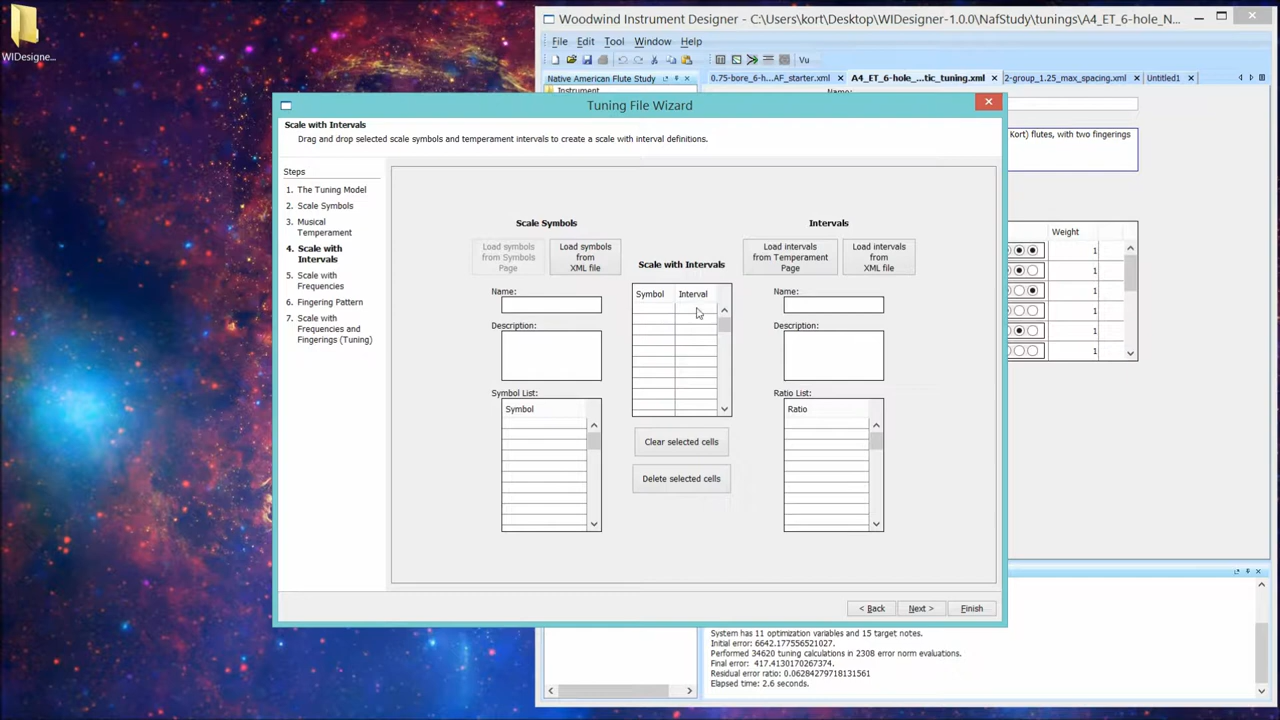 WIDesigne...
Woodwind Instrument Designer - C:\Users\kort\Desktop\WIDesigner-1.0.0\NafStudy\tunings\A4_ET_6-hole_N...
File Edit Tool Window Help
Vu
Native American Flute Study
0.75-bore_6-h...AF_starter.xml
A4_ET_6-hole_...tic_tuning.xml
2-group_1.25_max_spacing.xml
Untitled1
Instrument
Name:
Kort) flutes, with two fingerings
Weight
1
1
1
1
1
1
Tuning File Wizard
Scale with Intervals
Drag and drop selected scale symbols and temperament intervals to create a scale with interval definitions.
Steps
1. The Tuning Model
2. Scale Symbols
3. Musical
Temperament
4. Scale with
Intervals
5. Scale with
Frequencies
6. Fingering Pattern
7. Scale with
Frequencies and
Fingerings (Tuning)
Scale Symbols
Load symbols
from Symbols
Page
Load symbols
from
XML file
Name:
Description:
Symbol List:
Symbol
Scale with Intervals
Symbol Interval
Clear selected cells
Delete selected cells
Intervals
Load intervals
from Temperament
Page
Load intervals
from
XML file
Name:
Description:
Ratio List:
Ratio
< Back
Next >
Finish
System has 11 optimization variables and 15 target notes.
Initial error: 6642.177556521027.
Performed 34620 tuning calculations in 2308 error norm evaluations.
Final error: 417.4130170267374.
Residual error ratio: 0.06284279718131561
Elapsed time: 2.6 seconds.